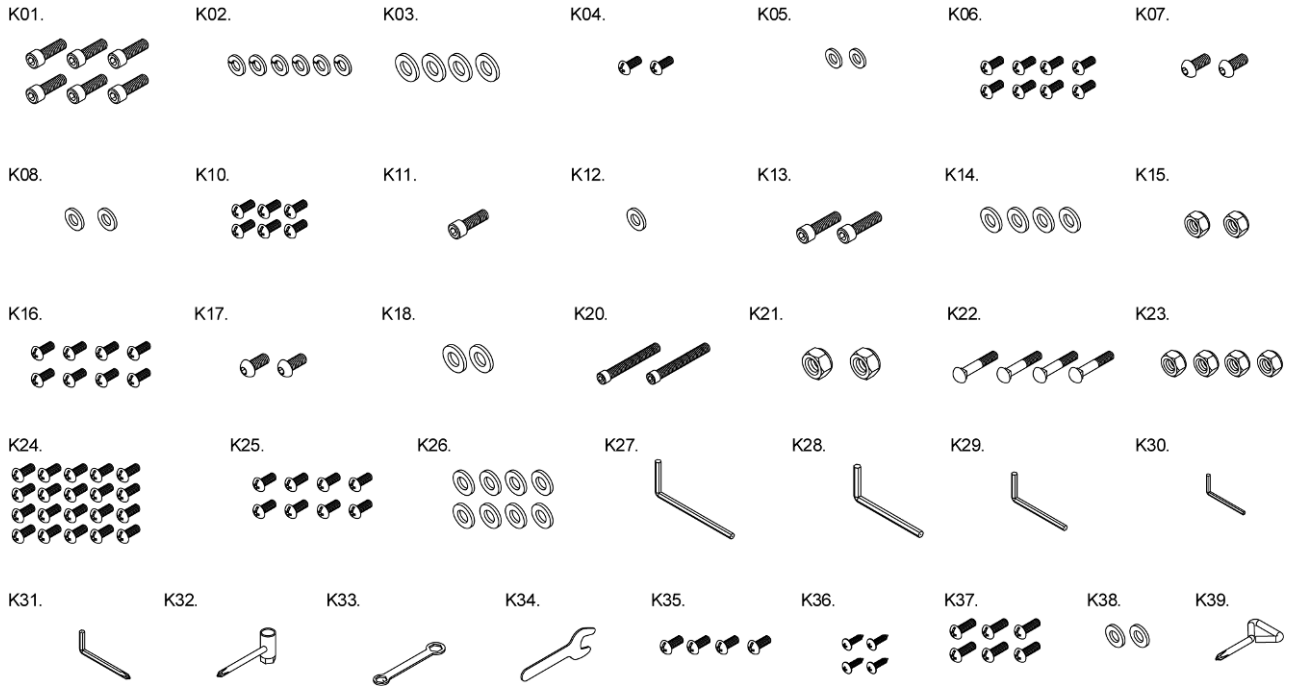 K01. K02. K03. K04. K05. K06. K07.
K08. K10. K11. K12. K13. K14. K15.
K16. K17. K18. K20. K21. K22. K23.
K24. K25. K26. K27. K28. K29. K30.
K31. K32. K33. K34. K35. K36. K37. K38. K39.